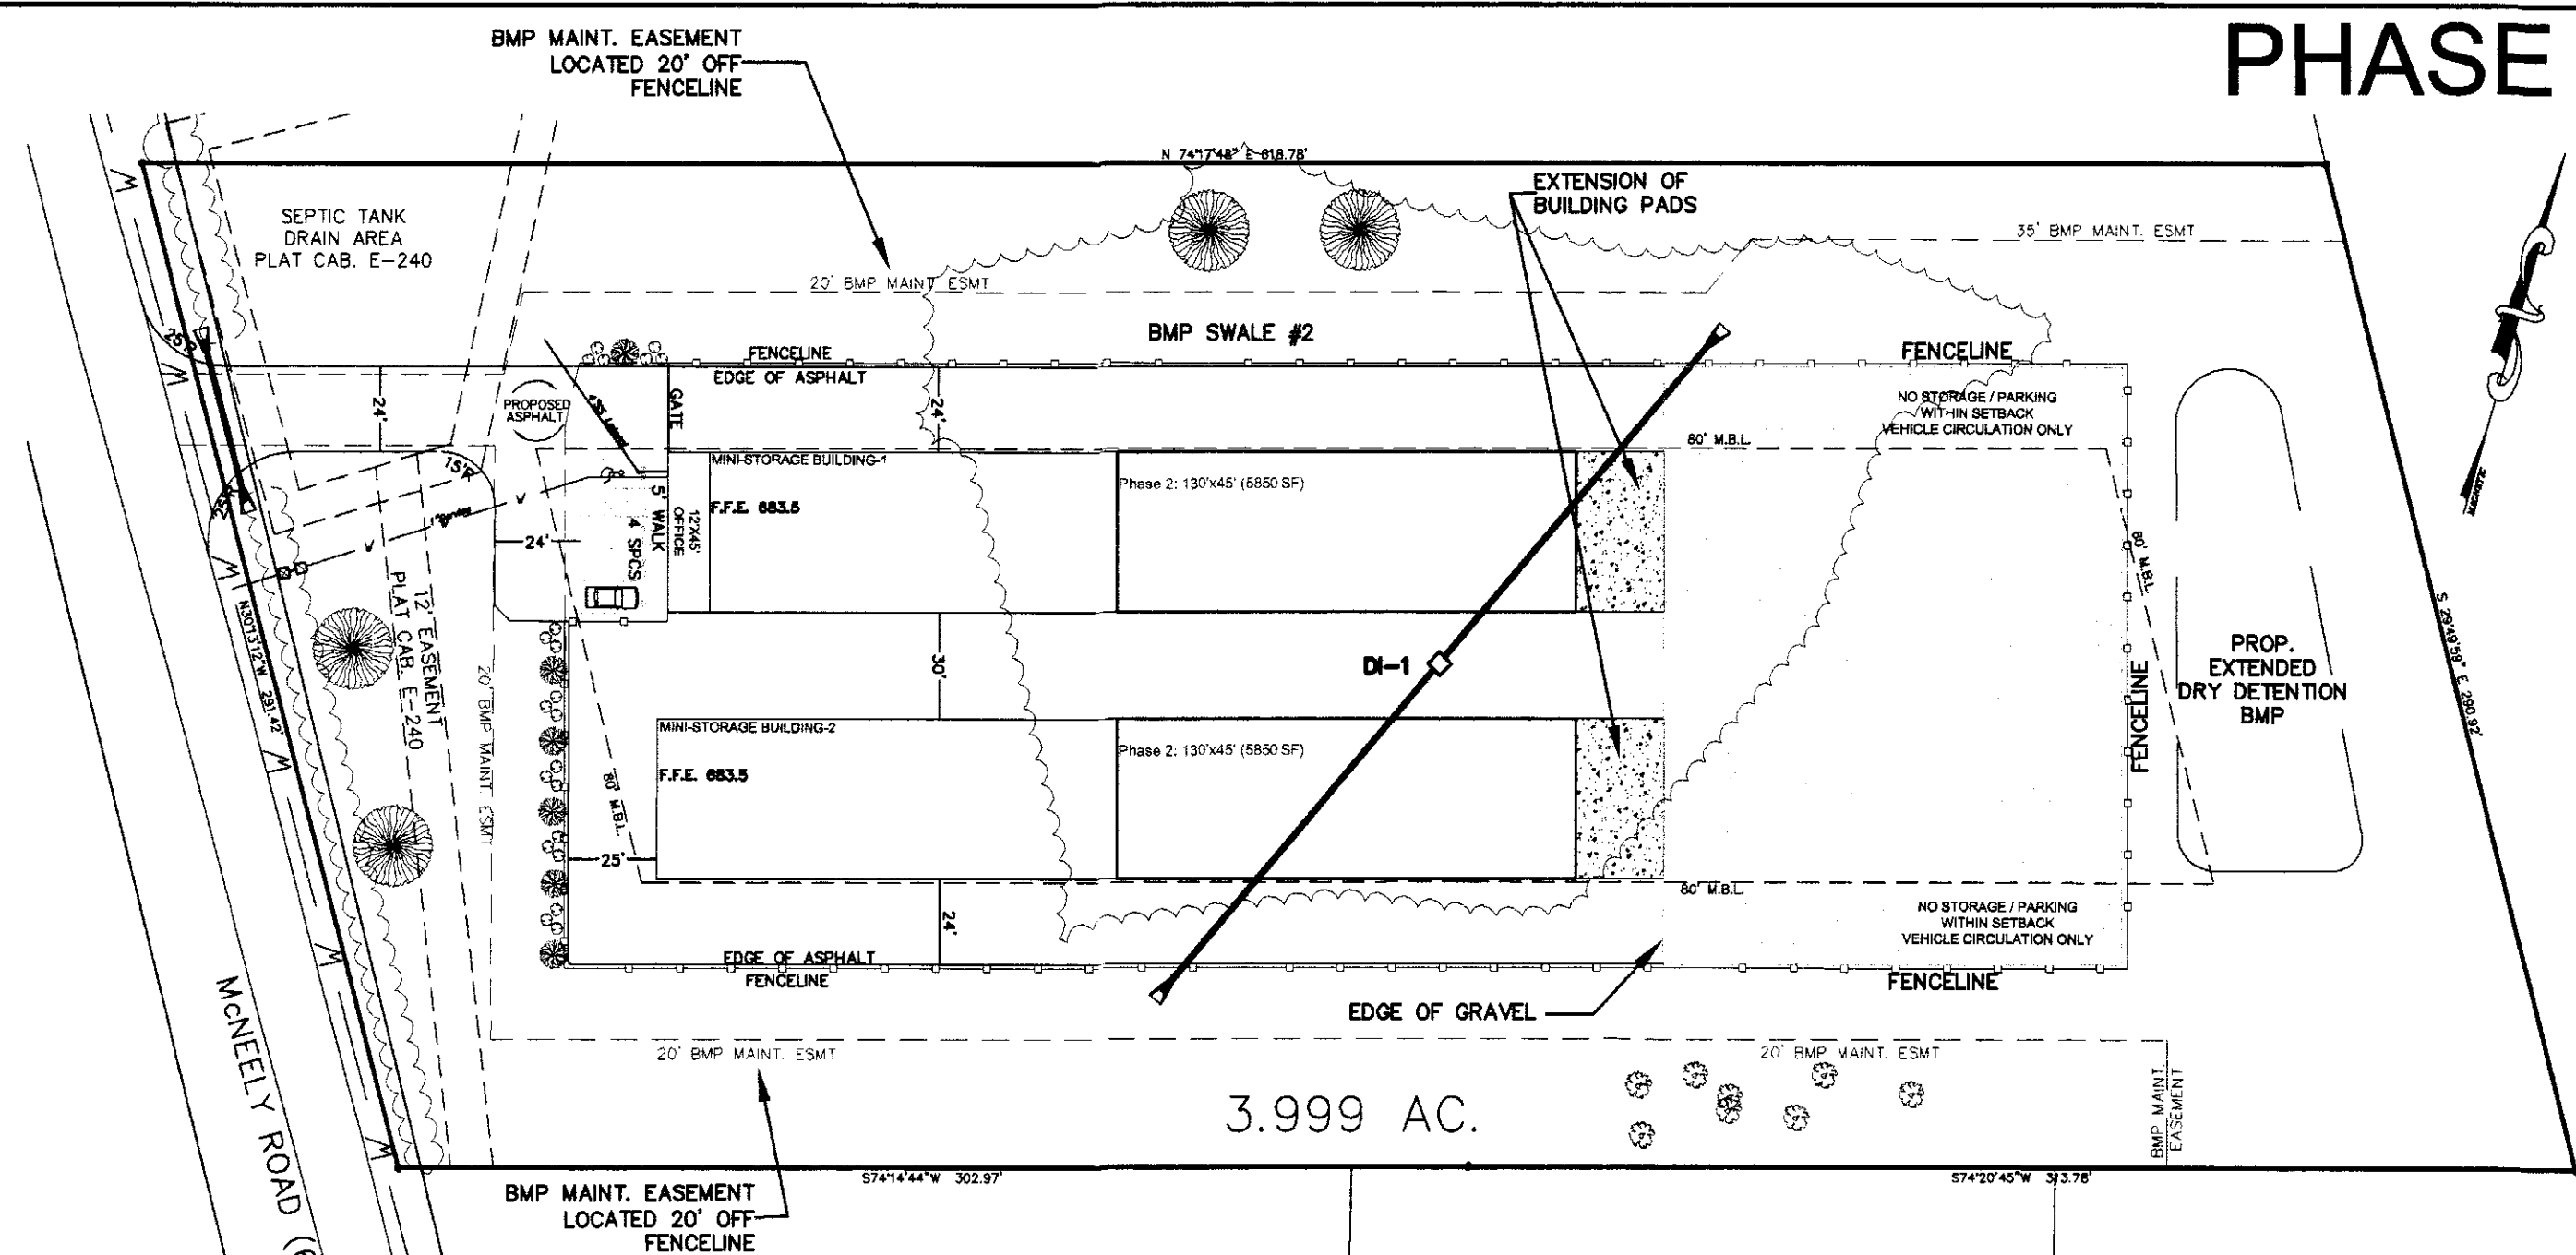 PHASE
BMP MAINT. EASEMENT
LOCATED 20' OFF
FENCELINE
N 74°17'48" E 618.78'
EXTENSION OF
BUILDING PADS
SEPTIC TANK
DRAIN AREA
PLAT CAB. E-240
35' BMP MAINT. ESMT
20' BMP MAINT ESMT
BMP SWALE #2
25'R
FENCELINE
FENCELINE
EDGE OF ASPHALT
24'
PROPOSED
ASPHALT
GATE
24'
NO STORAGE / PARKING
WITHIN SETBACK
VEHICLE CIRCULATION ONLY
80' M.B.L.
15'R
MINI-STORAGE BUILDING-1
Phase 2: 130'x45' (5850 SF)
25'R
F.F.E. 683.5
5' WALK
12'X45'
OFFICE
4 SPCS
24'
80' M.B.L.
W
W
12' EASEMENT
PLAT CAB. E-240
N30°13'12"W 291.42'
S 29°49'59" E 290.92'
PROP.
EXTENDED
DRY DETENTION
BMP
DI-1
30'
FENCELINE
20' BMP MAINT. ESMT
MINI-STORAGE BUILDING-2
Phase 2: 130'x45' (5850 SF)
F.F.E. 683.5
80' M.B.L.
25'
80' M.B.L.
24'
NO STORAGE / PARKING
WITHIN SETBACK
VEHICLE CIRCULATION ONLY
EDGE OF ASPHALT
FENCELINE
FENCELINE
EDGE OF GRAVEL
McNEELY ROAD
20' BMP MAINT. ESMT
20' BMP MAINT. ESMT
3.999 AC.
BMP MAINT.
EASEMENT
S74°14'44"W 302.97'
S74°20'45"W 313.78'
BMP MAINT. EASEMENT
LOCATED 20' OFF
FENCELINE